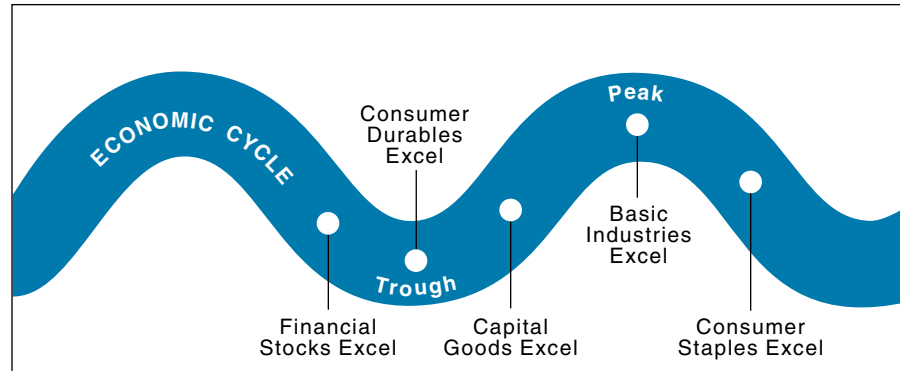 ECONOMIC CYCLE
Consumer
Durables
Excel
Peak
Trough
Financial
Stocks Excel
Capital
Goods Excel
Basic
Industries
Excel
Consumer
Staples Excel